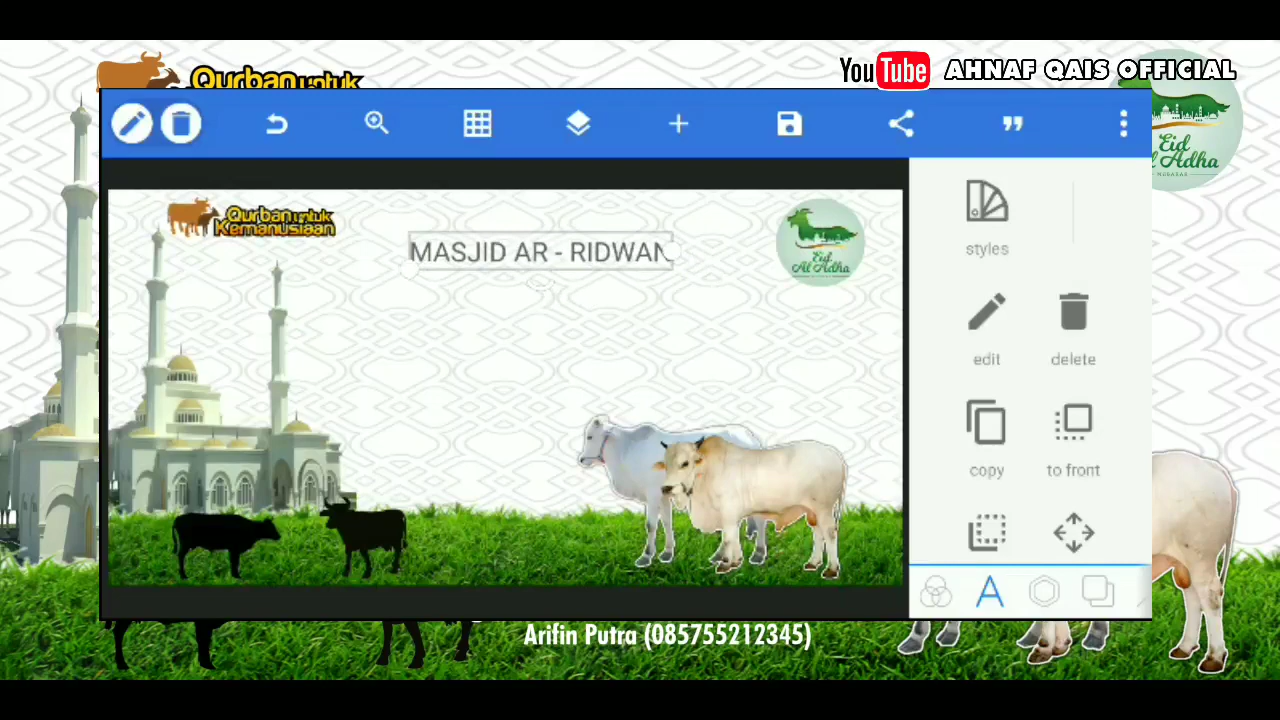 YouTube AHNAF QAIS OFFICIAL
Qurban untuk
Eid
Al Adha
MUBARAK
styles
Qurban untuk
Kemanusiaan
MASJID AR - RIDWAN
Eid
Al Adha
edit
delete
copy
to front
Arifin Putra (085755212345)